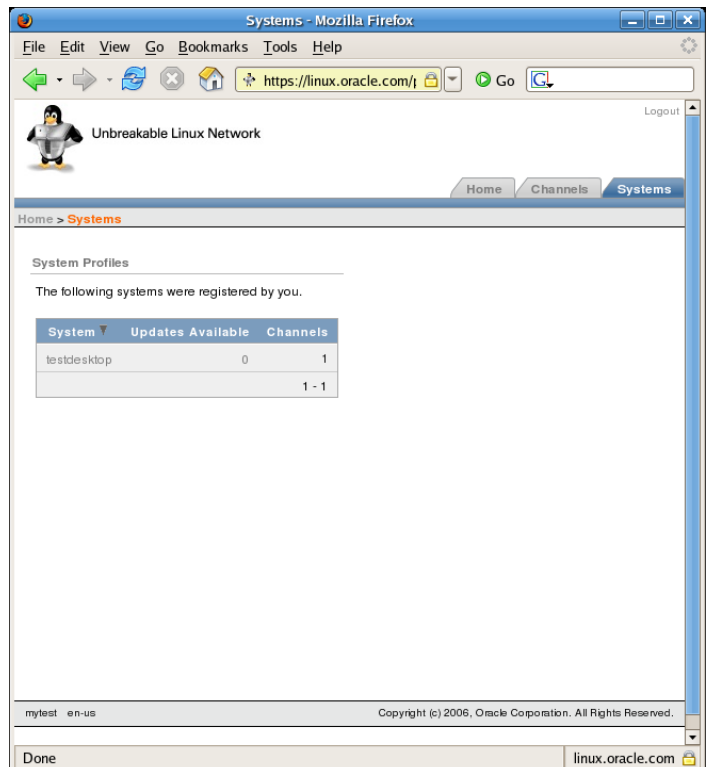 Systems - Mozilla Firefox
File Edit View Go Bookmarks Tools Help
https://linux.oracle.com/p Go G
Logout
Unbreakable Linux Network
Home Channels Systems
Home > Systems
System Profiles
The following systems were registered by you.
System Updates Available Channels
testdesktop 0 1
1 - 1
mytest en-us Copyright (c) 2006, Oracle Corporation. All Rights Reserved.
Done linux.oracle.com